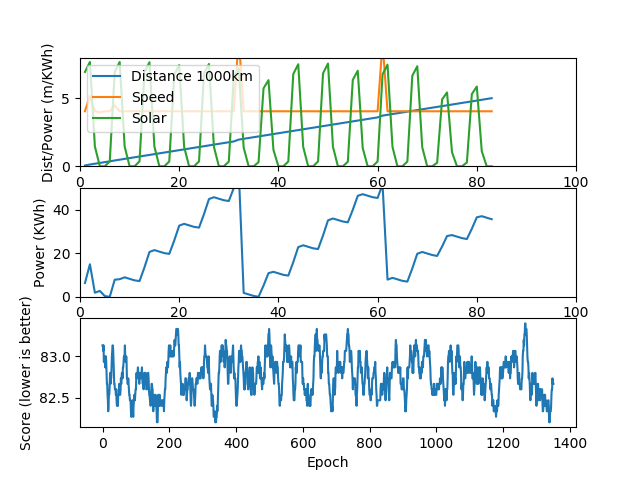 Dist/Power (m/KWh)
5
0
Distance 1000km
Speed
Solar
0 20 40 60 80 100
Power (KWh)
40
20
0
0 20 40 60 80 100
Score (lower is better)
83.0
82.5
0 200 400 600 800 1000 1200 1400
Epoch